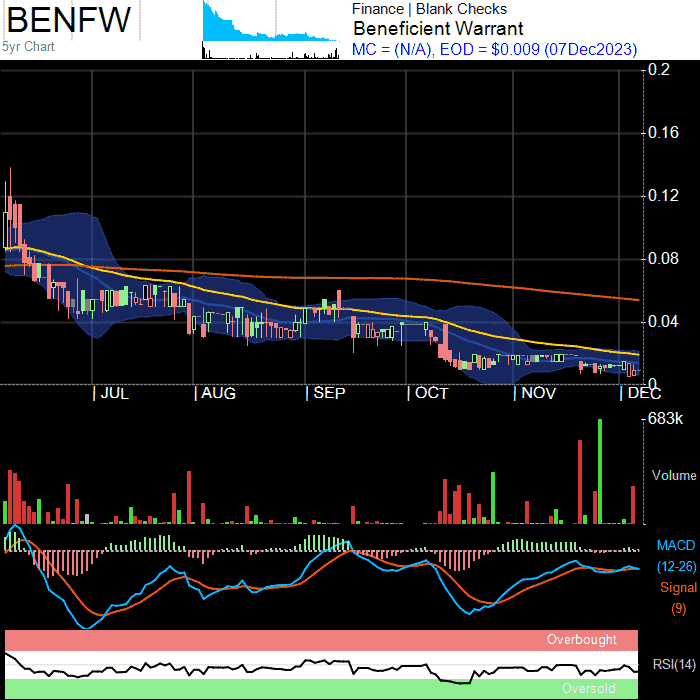 BENFW
5yr Chart
Finance | Blank Checks
Beneficient Warrant
MC = (N/A), EOD = $0.009 (07Dec2023)
0.2
0.16
0.12
0.08
0.04
0
JUL AUG SEP OCT NOV DEC
683k
Volume
MACD
(12-26)
Signal
(9)
Overbought
RSI(14)
Oversold